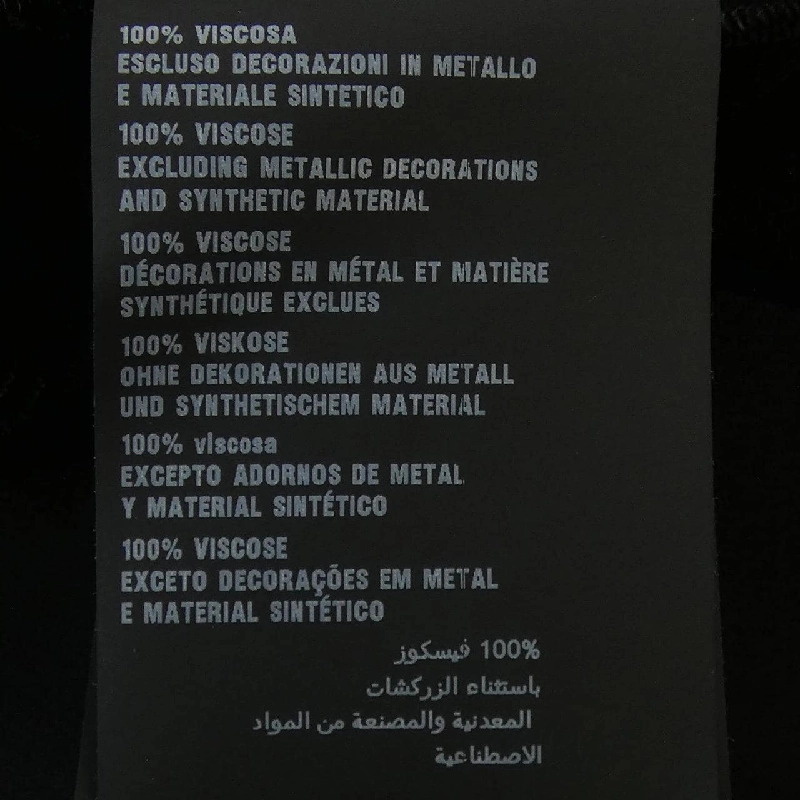 100% VISCOSA
ESCLUSO DECORAZIONI IN METALLO
E MATERIALE SINTETICO
100% VISCOSE
EXCLUDING METALLIC DECORATIONS
AND SYNTHETIC MATERIAL
100% VISCOSE
DÉCORATIONS EN MÉTAL ET MATIÈRE
SYNTHÉTIQUE EXCLUES
100% VISKOSE
OHNE DEKORATIONEN AUS METALL
UND SYNTHETISCHEM MATERIAL
100% viscosa
EXCEPTO ADORNOS DE METAL
Y MATERIAL SINTÉTICO
100% VISCOSE
EXCETO DECORAÇÕES EM METAL
E MATERIAL SINTÉTICO
100% فيسكوز
باستثناء الزركشات
المعدنية والمصنعة من المواد
الاصطناعية